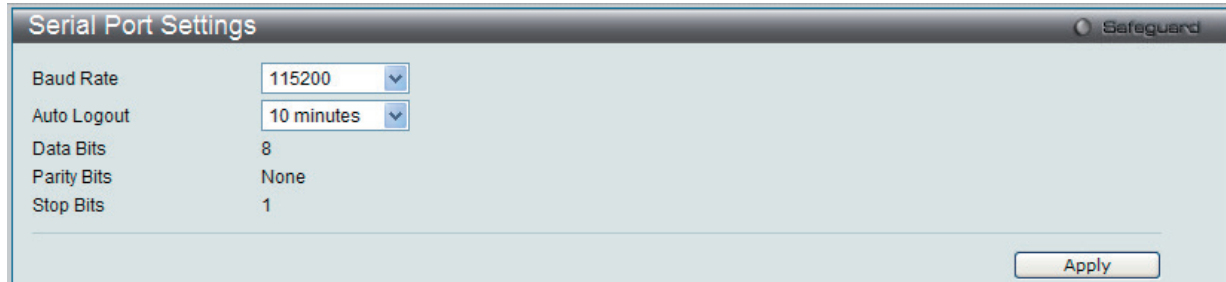 Serial Port Settings
Safeguard
Baud Rate 115200
Auto Logout 10 minutes
Data Bits 8
Parity Bits None
Stop Bits 1
Apply